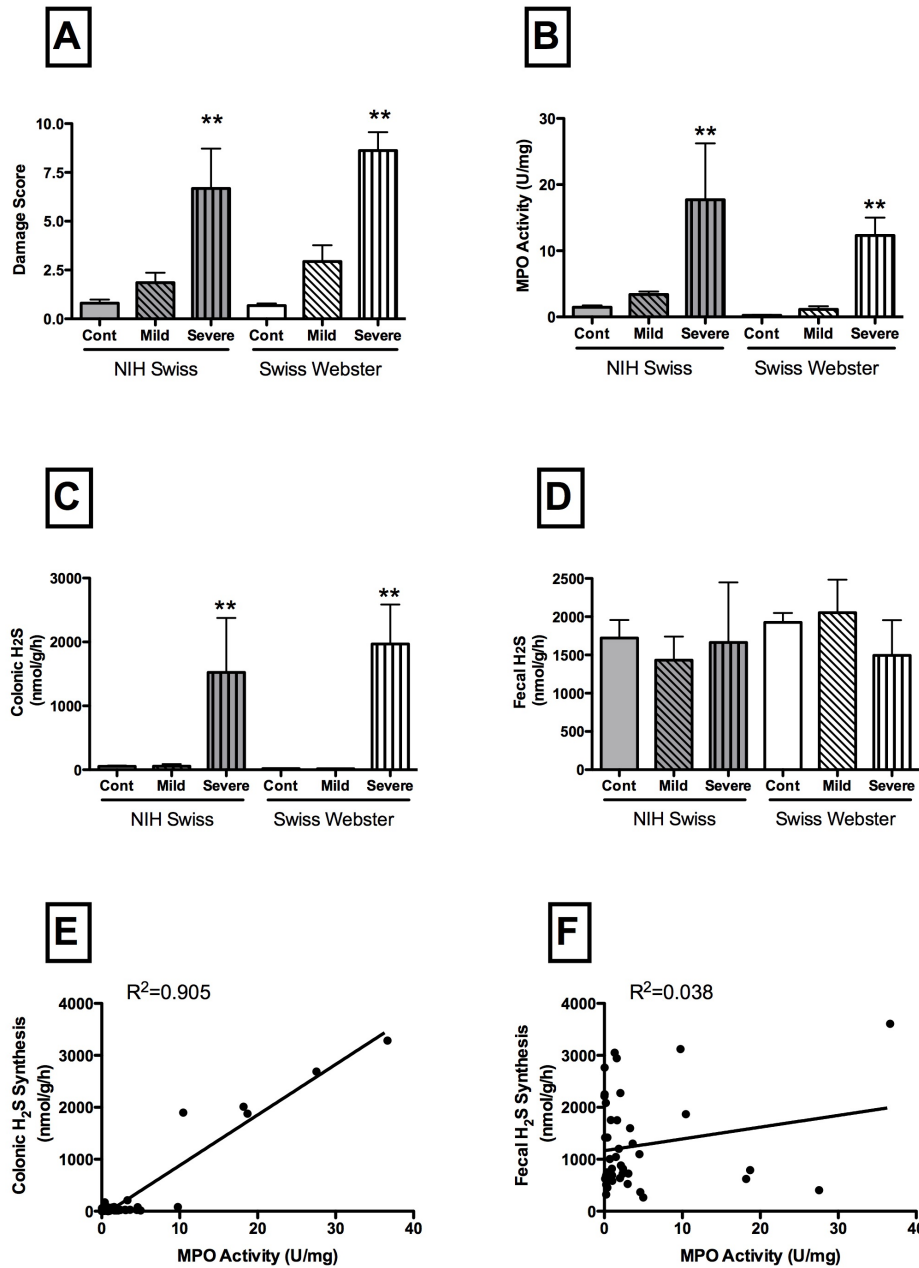 A
Damage Score
10.0
7.5
5.0
2.5
0.0
**
**
Cont Mild Severe Cont Mild Severe
NIH Swiss Swiss Webster
B
MPO Activity (U/mg)
30
20
10
0
**
**
Cont Mild Severe Cont Mild Severe
NIH Swiss Swiss Webster
C
Colonic H2S
(nmol/g/h)
3000
2000
1000
0
**
**
Cont Mild Severe Cont Mild Severe
NIH Swiss Swiss Webster
D
Fecal H2S
(nmol/g/h)
2500
2000
1500
1000
500
0
Cont Mild Severe Cont Mild Severe
NIH Swiss Swiss Webster
E
R²=0.905
Colonic H₂S Synthesis
(nmol/g/h)
4000
3000
2000
1000
0
0 10 20 30 40
MPO Activity (U/mg)
F
R²=0.038
Fecal H₂S Synthesis
(nmol/g/h)
4000
3000
2000
1000
0
0 10 20 30 40
MPO Activity (U/mg)